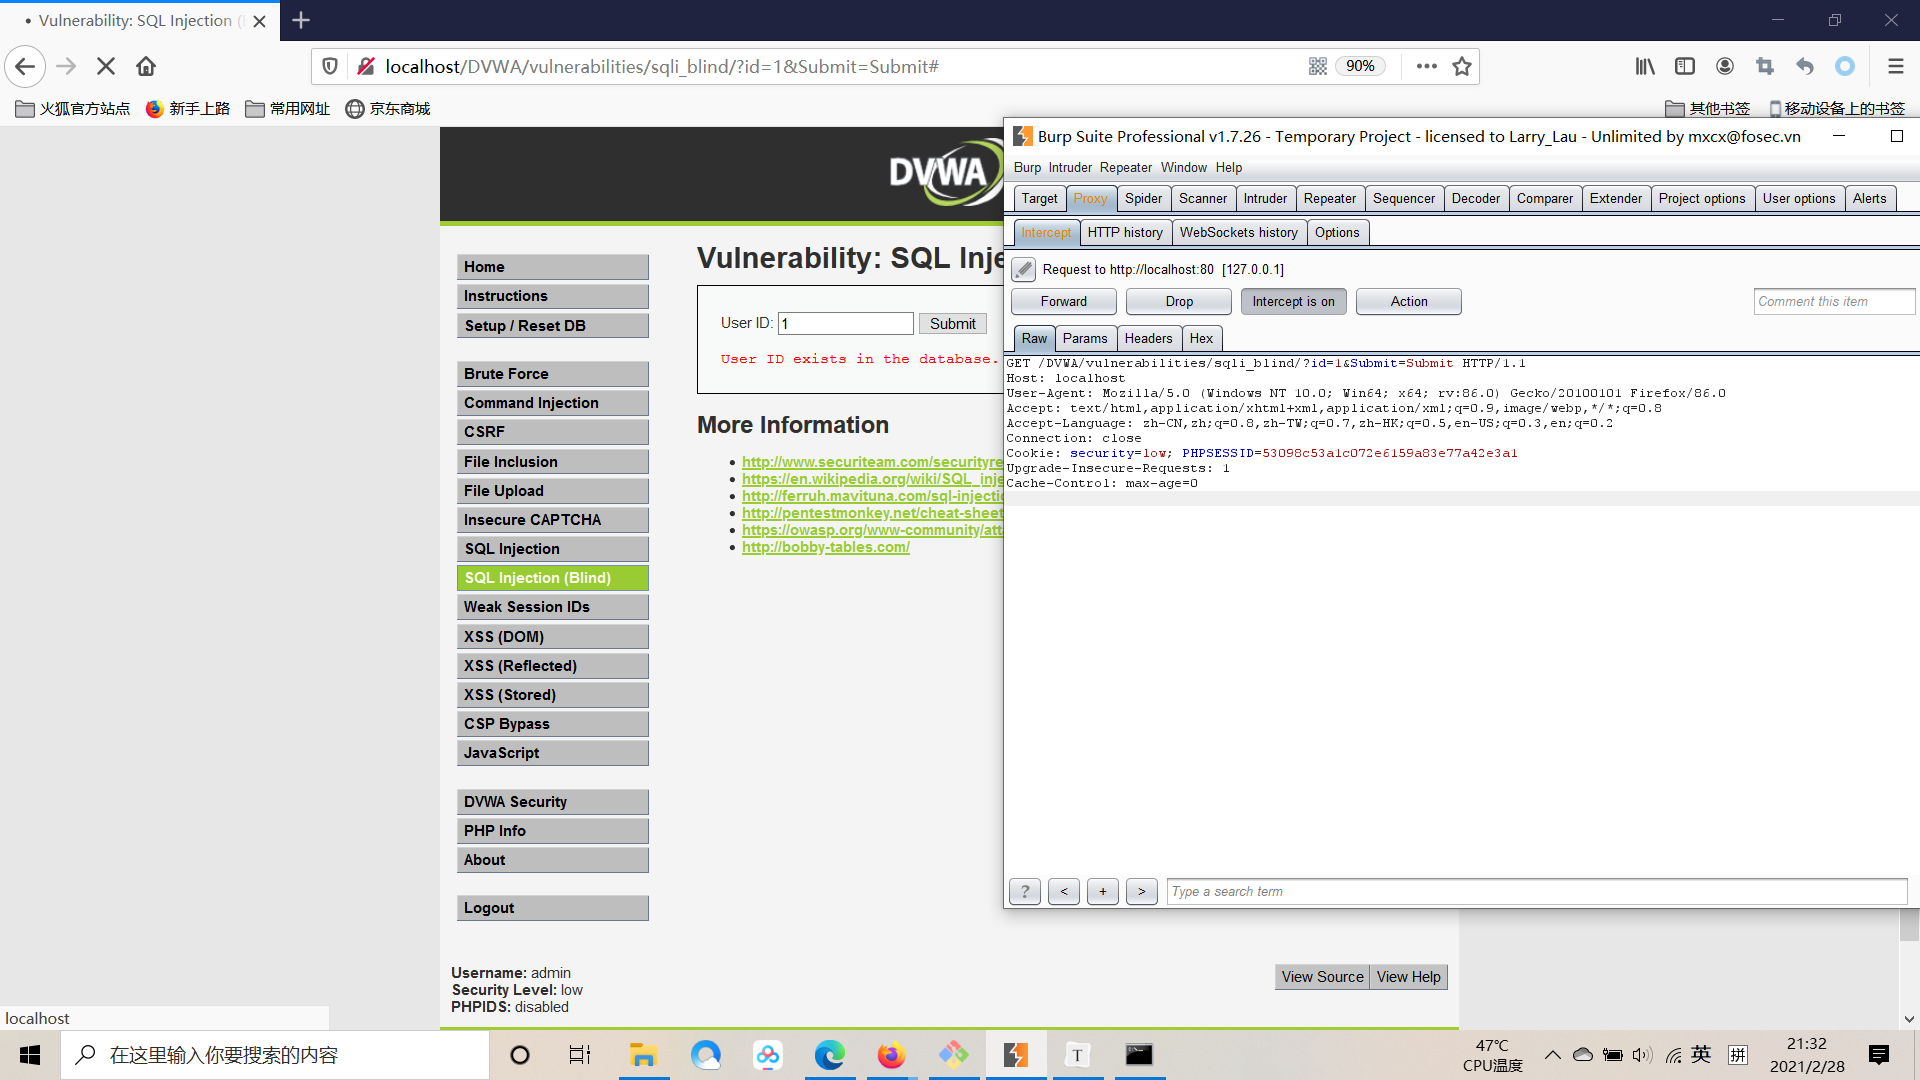 Vulnerability: SQL Injection (
localhost/DVWA/vulnerabilities/sqli_blind/?id=1&Submit=Submit#
90%
火狐官方站点
新手上路
常用网址
京东商城
其他书签
移动设备上的书签
DVWA
Home
Instructions
Setup / Reset DB
Brute Force
Command Injection
CSRF
File Inclusion
File Upload
Insecure CAPTCHA
SQL Injection
SQL Injection (Blind)
Weak Session IDs
XSS (DOM)
XSS (Reflected)
XSS (Stored)
CSP Bypass
JavaScript
DVWA Security
PHP Info
About
Logout
Vulnerability: SQL Inje
User ID: 1 Submit
User ID exists in the database.
More Information
http://www.securiteam.com/securityre
https://en.wikipedia.org/wiki/SQL_inje
http://ferruh.mavituna.com/sql-injectio
http://pentestmonkey.net/cheat-sheet
https://owasp.org/www-community/att
http://bobby-tables.com/
Username: admin
Security Level: low
PHPIDS: disabled
View Source View Help
localhost
Burp Suite Professional v1.7.26 - Temporary Project - licensed to Larry_Lau - Unlimited by mxcx@fosec.vn
Burp Intruder Repeater Window Help
Target Proxy Spider Scanner Intruder Repeater Sequencer Decoder Comparer Extender Project options User options Alerts
Intercept HTTP history WebSockets history Options
Request to http://localhost:80 [127.0.0.1]
Forward Drop Intercept is on Action Comment this item
Raw Params Headers Hex
GET /DVWA/vulnerabilities/sqli_blind/?id=1&Submit=Submit HTTP/1.1
Host: localhost
User-Agent: Mozilla/5.0 (Windows NT 10.0; Win64; x64; rv:86.0) Gecko/20100101 Firefox/86.0
Accept: text/html,application/xhtml+xml,application/xml;q=0.9,image/webp,*/*;q=0.8
Accept-Language: zh-CN,zh;q=0.8,zh-TW;q=0.7,zh-HK;q=0.5,en-US;q=0.3,en;q=0.2
Connection: close
Cookie: security=low; PHPSESSID=53098c53a1c072e6159a83e77a42e3a1
Upgrade-Insecure-Requests: 1
Cache-Control: max-age=0
? < + > Type a search term
在这里输入你要搜索的内容
T
47℃
CPU温度
英
拼
21:32
2021/2/28